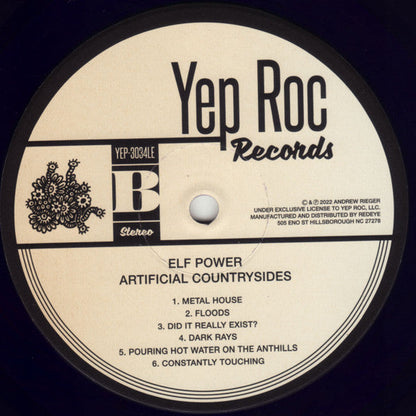 Yep Roc
Records
YEP-3034LE
B
Stereo
© & ℗ 2022 ANDREW RIEGER
UNDER EXCLUSIVE LICENSE TO YEP ROC, LLC.
MANUFACTURED AND DISTRIBUTED BY REDEYE
505 ENO ST HILLSBOROUGH NC 27278
ELF POWER
ARTIFICIAL COUNTRYSIDES
1. METAL HOUSE
2. FLOODS
3. DID IT REALLY EXIST?
4. DARK RAYS
5. POURING HOT WATER ON THE ANTHILLS
6. CONSTANTLY TOUCHING